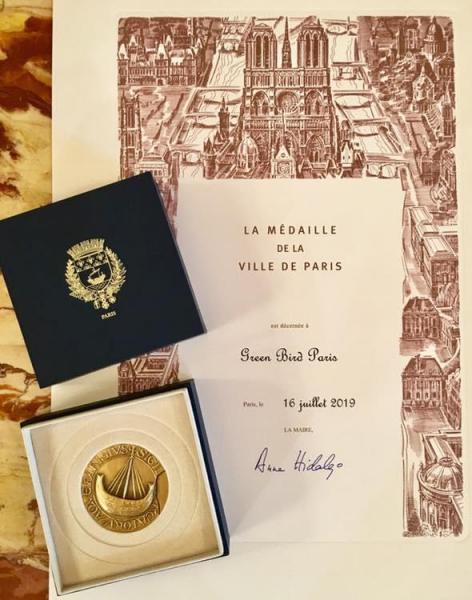 LA MÉDAILLE
DE LA
VILLE DE PARIS
est décernée à
Green Bird Paris
Paris, le 16 juillet 2019
LA MAIRE,
Anne Hidalgo
PARIS